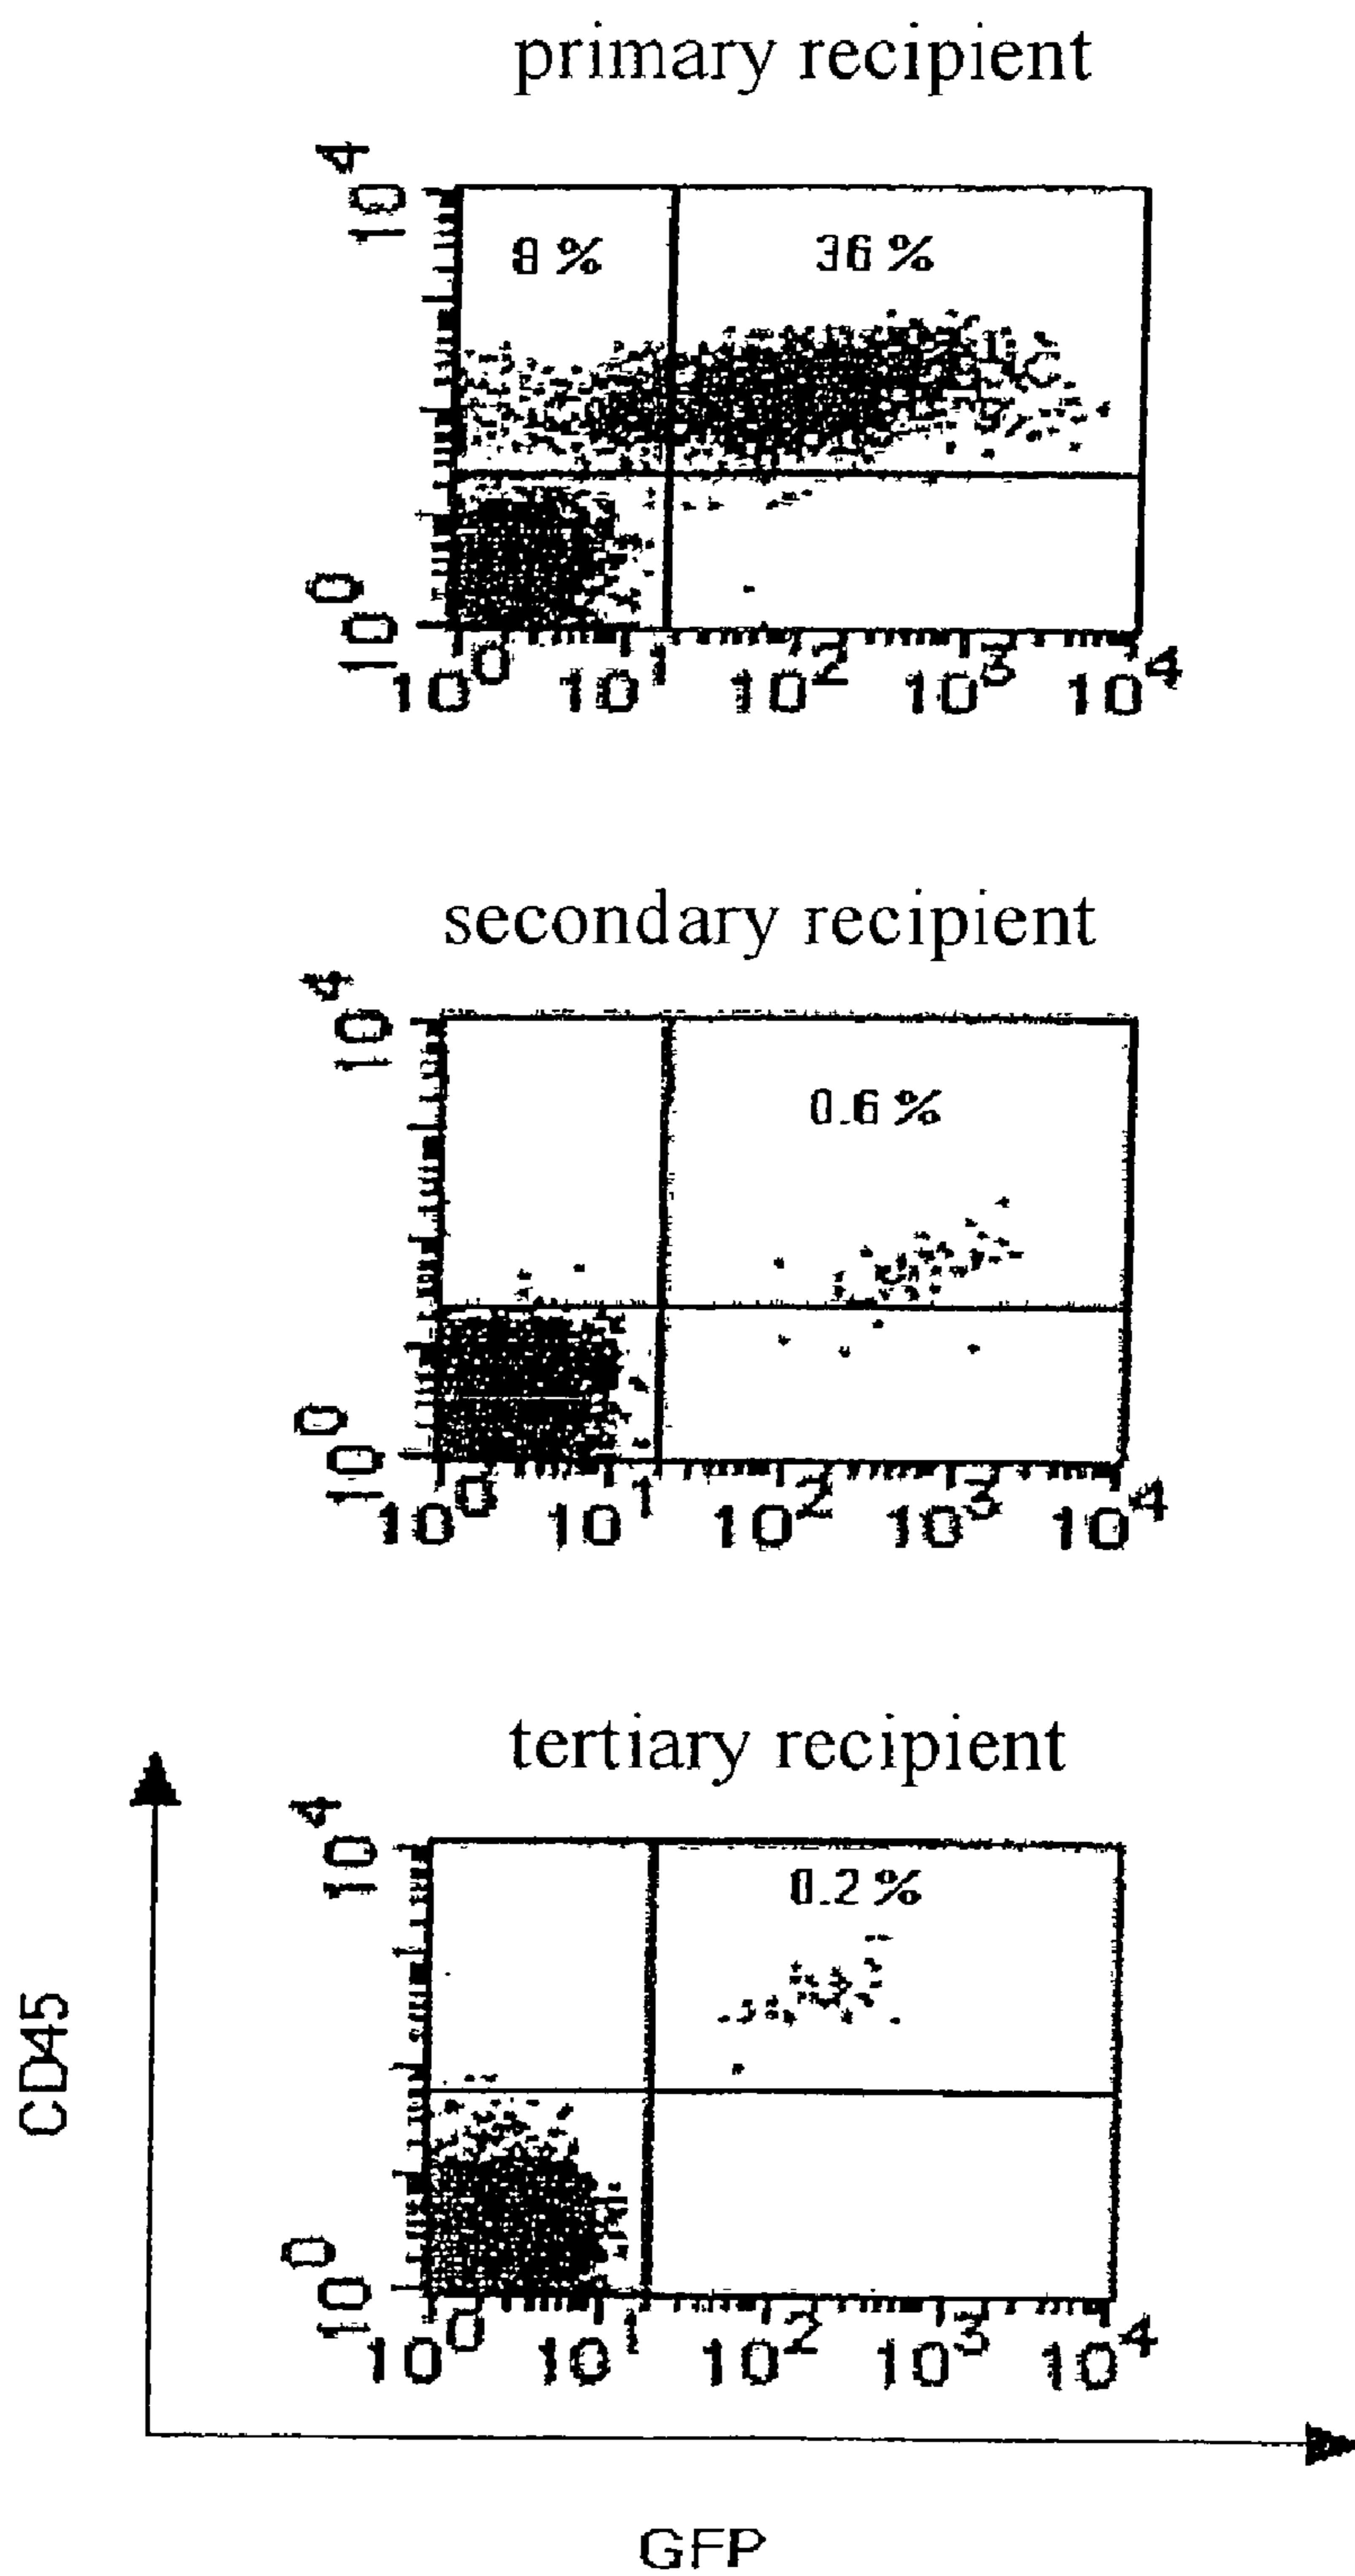 primary recipient
10^4
8 % 36 %
10^0
10^0 10^1 10^2 10^3 10^4
secondary recipient
10^4
0.6 %
10^0
10^0 10^1 10^2 10^3 10^4
tertiary recipient
10^4
0.2 %
10^0
10^0 10^1 10^2 10^3 10^4
CD45
GFP